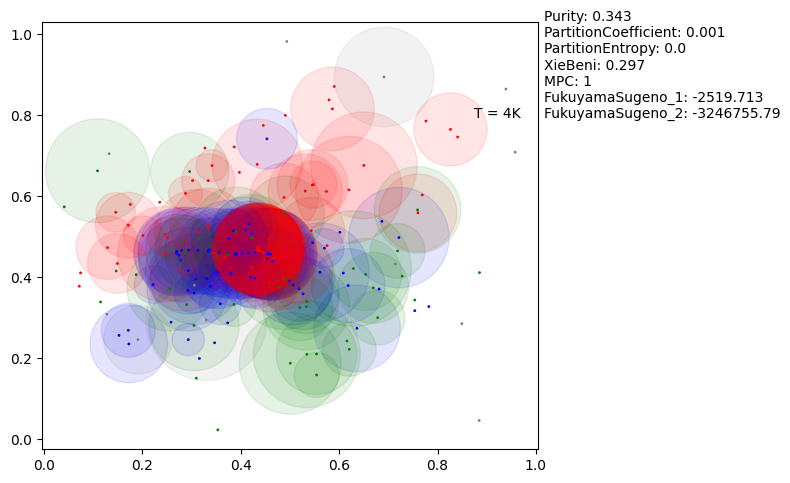 Purity: 0.343
PartitionCoefficient: 0.001
PartitionEntropy: 0.0
XieBeni: 0.297
MPC: 1
FukuyamaSugeno_1: -2519.713
FukuyamaSugeno_2: -3246755.79
T = 4K
1.0
0.8
0.6
0.4
0.2
0.0
0.0 0.2 0.4 0.6 0.8 1.0